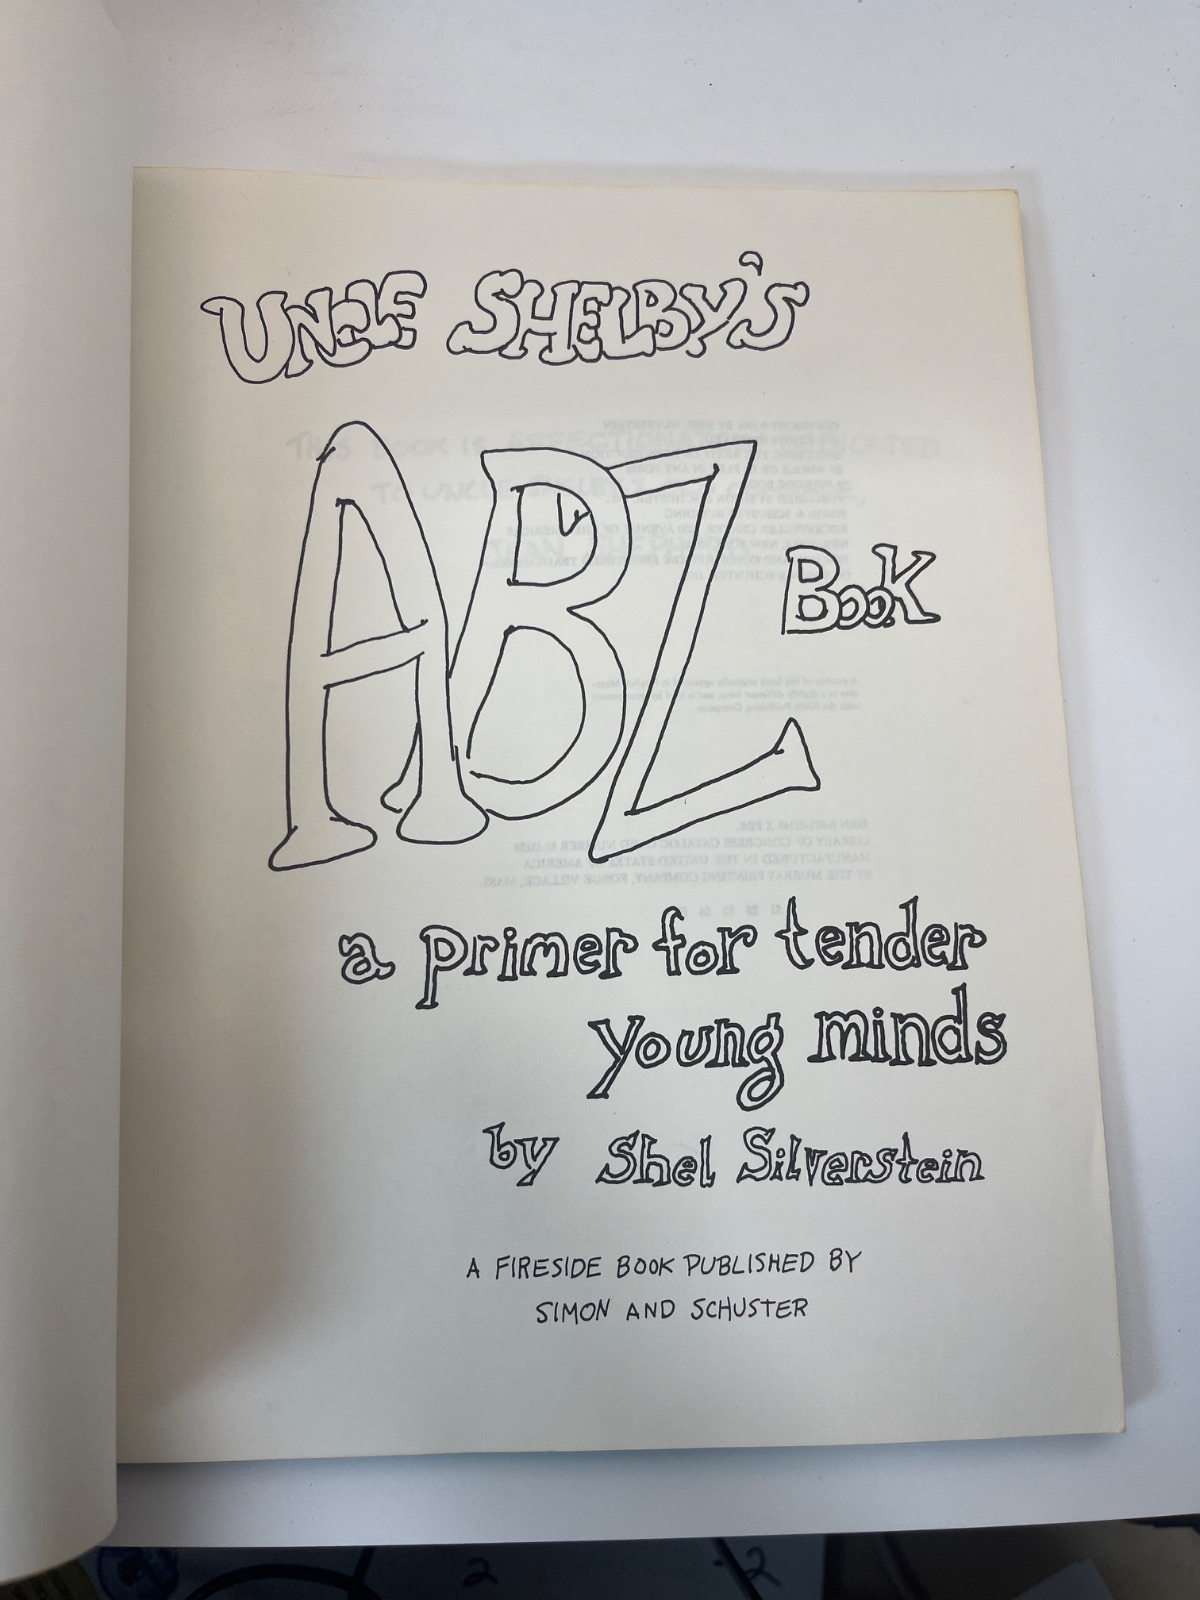 UNCLE SHELBY'S
ABZ
BOOK
a primer for tender
young minds
by Shel Silverstein
A FIRESIDE BOOK PUBLISHED BY
SIMON AND SCHUSTER